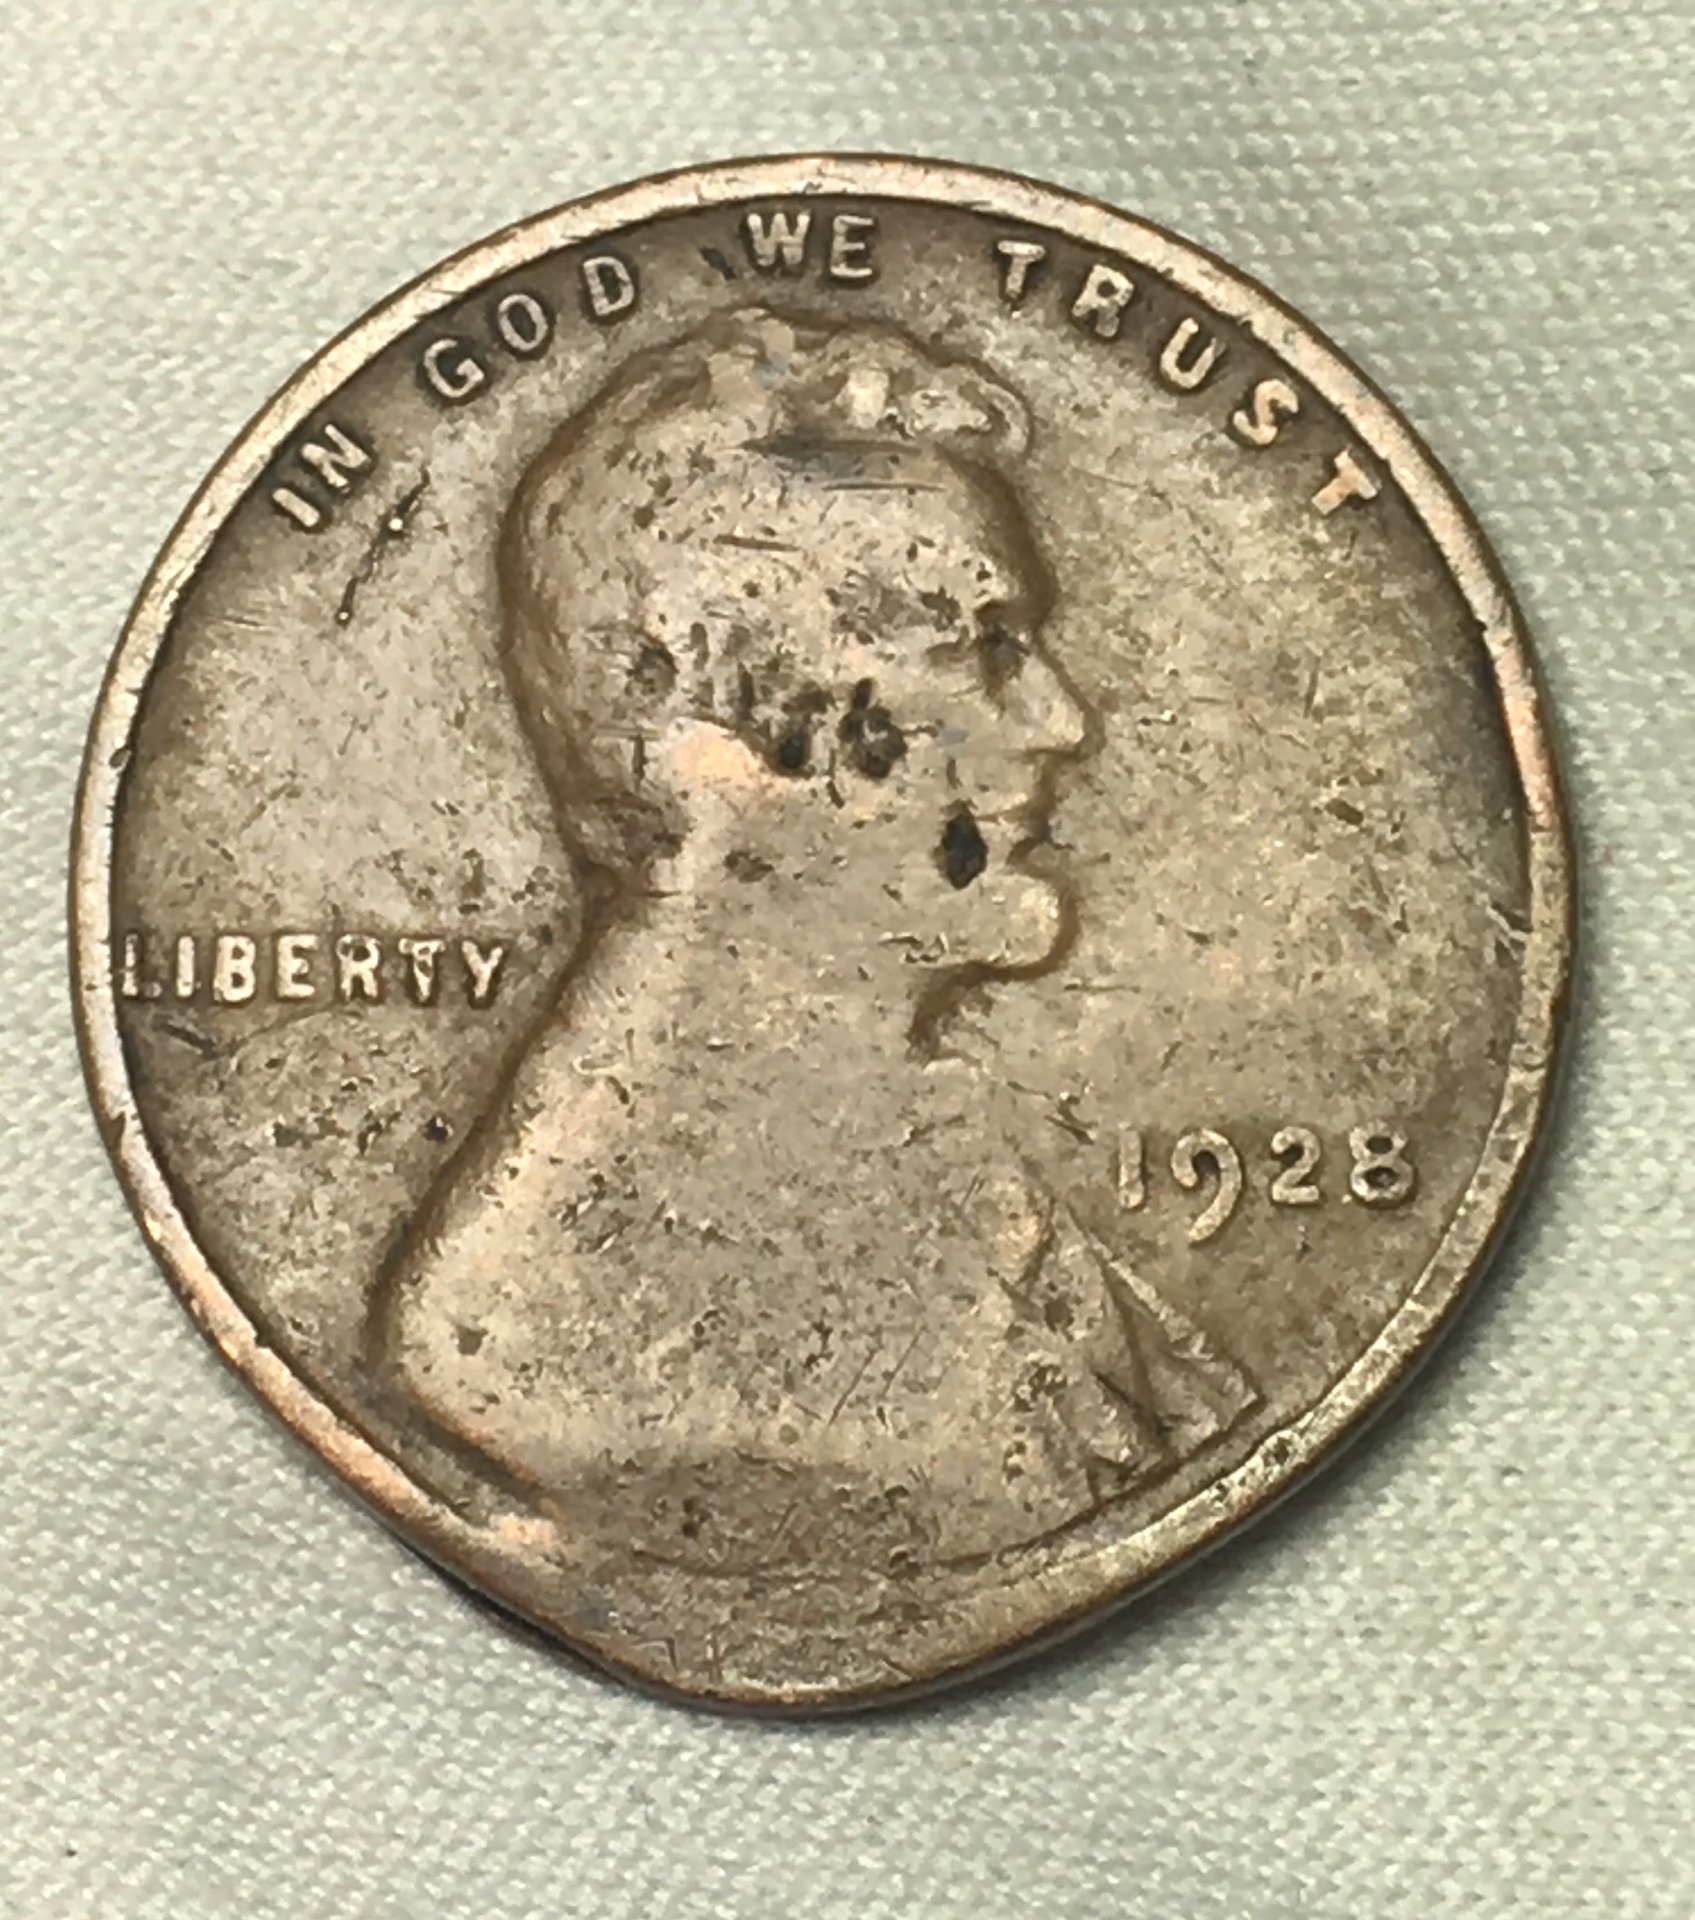 IN GOD WE TRUST
LIBERTY
1928